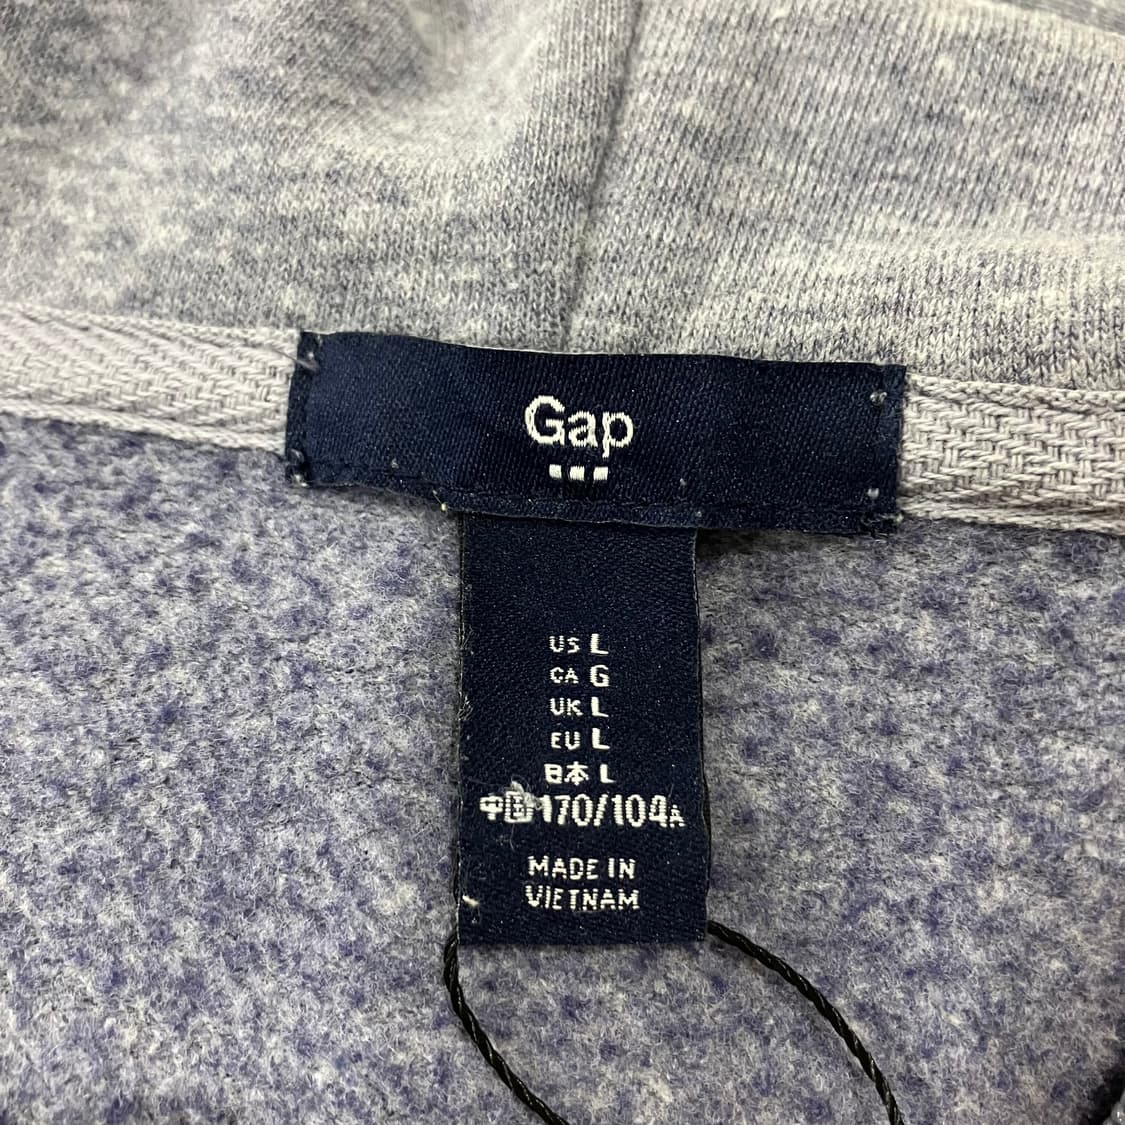 Gap
US L
CA G
UK L
EU L
日本 L
中国 170/104A
MADE IN
VIETNAM